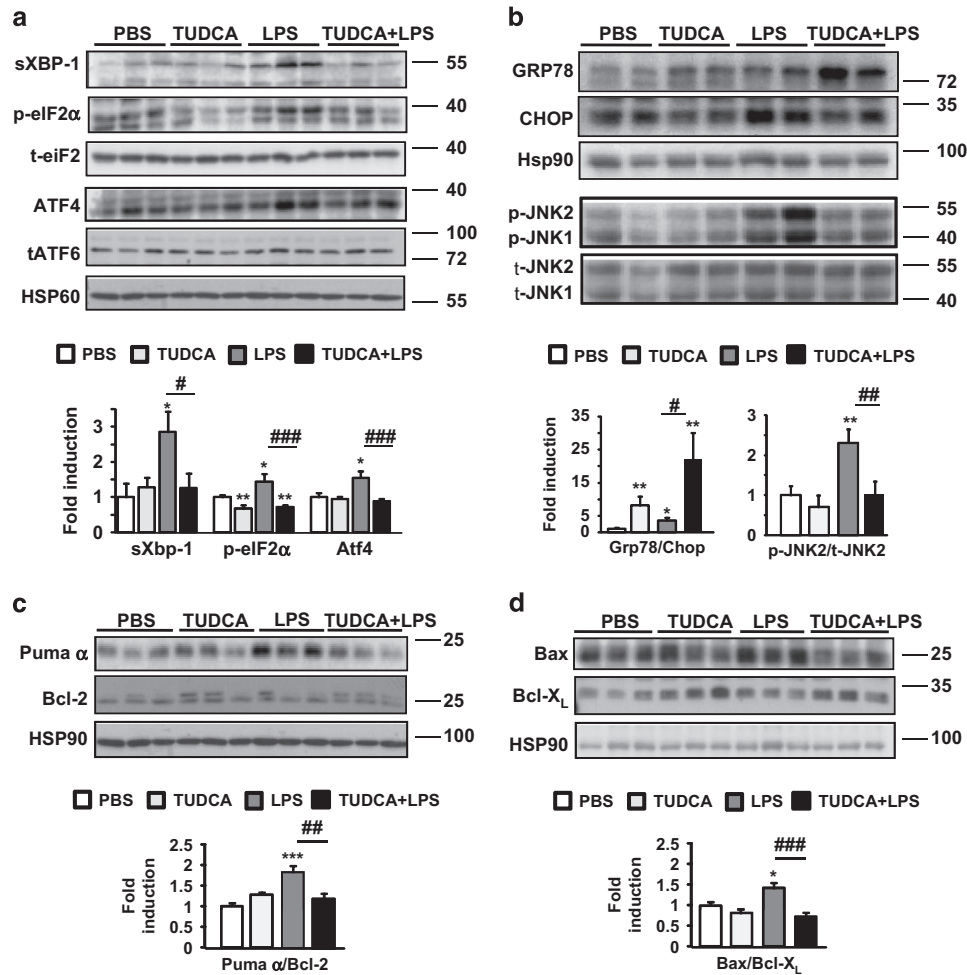 a
PBS TUDCA LPS TUDCA+LPS
sXBP-1 55
p-eIF2α 40
t-eiF2 40
ATF4 40
100
tATF6 72
HSP60 55
PBS TUDCA LPS TUDCA+LPS
Fold induction
3
2
1
0
* #
** * ### **
* ###
sXbp-1 p-eIF2α Atf4
b
PBS TUDCA LPS TUDCA+LPS
GRP78 72
35
CHOP
Hsp90 100
p-JNK2 55
p-JNK1 40
t-JNK2 55
t-JNK1 40
PBS TUDCA LPS TUDCA+LPS
Fold induction
35
25
15
5
0
** * # **
Grp78/Chop
3
2
1
0
** ##
p-JNK2/t-JNK2
c
PBS TUDCA LPS TUDCA+LPS
Puma α 25
Bcl-2 25
HSP90 100
PBS TUDCA LPS TUDCA+LPS
Fold
induction
2.5
2
1.5
1
0.5
0
*** ##
Puma α/Bcl-2
d
PBS TUDCA LPS TUDCA+LPS
Bax 25
Bcl-XL 35
HSP90 100
PBS TUDCA LPS TUDCA+LPS
Fold
induction
2.5
2
1.5
1
0.5
0
* ###
Bax/Bcl-XL